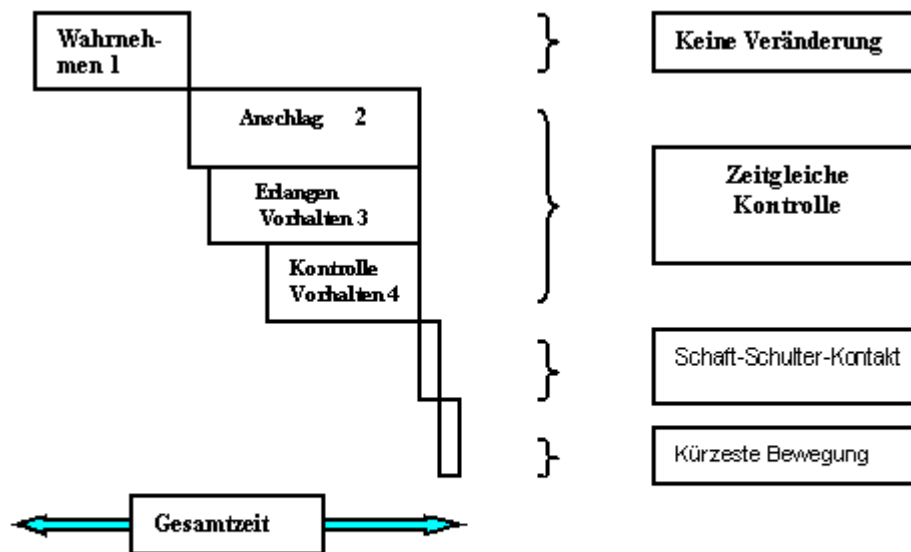 Wahrneh-
men 1
Keine Veränderung
Anschlag 2
Erlangen
Vorhalten 3
Zeitgleiche
Kontrolle
Kontrolle
Vorhalten 4
Schaft-Schulter-Kontakt
Kürzeste Bewegung
Gesamtzeit